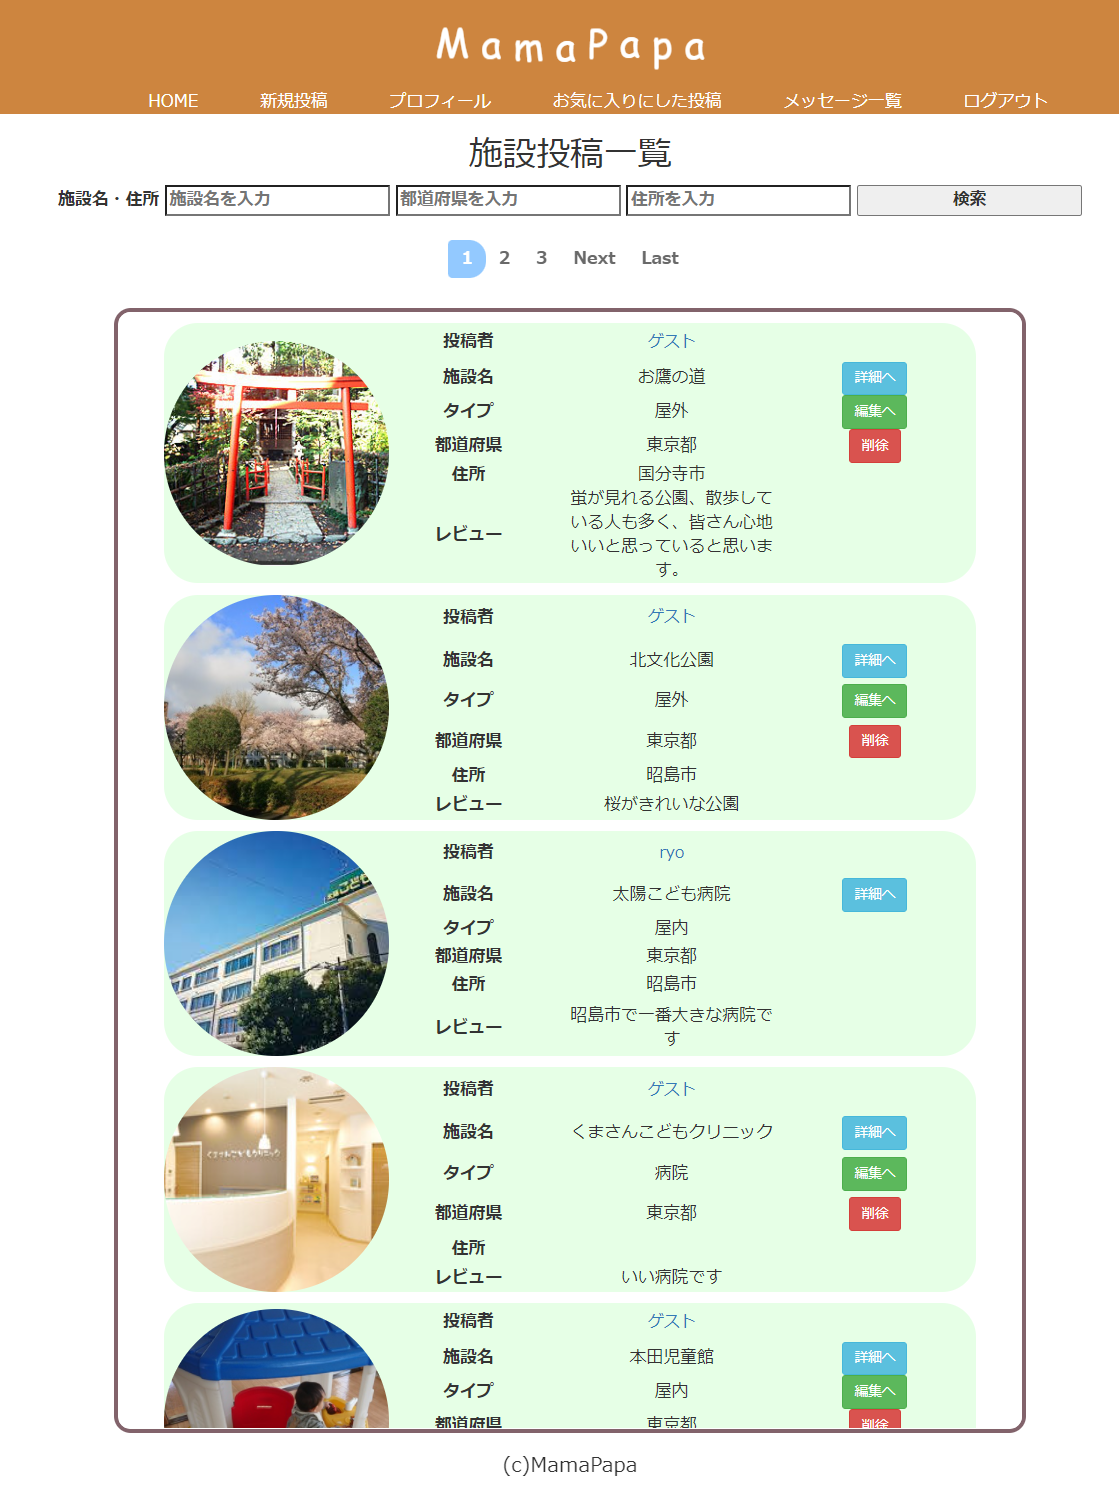 MamaPapa
HOME 新規投稿 プロフィール お気に入りにした投稿 メッセージ一覧 ログアウト
施設投稿一覧
施設名・住所 施設名を入力 都道府県を入力 住所を入力 検索
1 2 3 Next Last
投稿者 ゲスト
施設名 お鷹の道 詳細へ
タイプ 屋外 編集へ
都道府県 東京都 削除
住所 国分寺市
レビュー 蛍が見れる公園、散歩して
いる人も多く、皆さん心地
いいと思っていると思いま
す。
投稿者 ゲスト
施設名 北文化公園 詳細へ
タイプ 屋外 編集へ
都道府県 東京都 削除
住所 昭島市
レビュー 桜がきれいな公園
投稿者 ryo
施設名 太陽こども病院 詳細へ
タイプ 屋内
都道府県 東京都
住所 昭島市
レビュー 昭島市で一番大きな病院で
す
くまさんこどもクリニック
投稿者 ゲスト
施設名 くまさんこどもクリニック 詳細へ
タイプ 病院 編集へ
都道府県 東京都 削除
住所
レビュー いい病院です
投稿者 ゲスト
施設名 本田児童館 詳細へ
タイプ 屋内 編集へ
都道府県 東京都 削除
(c)MamaPapa